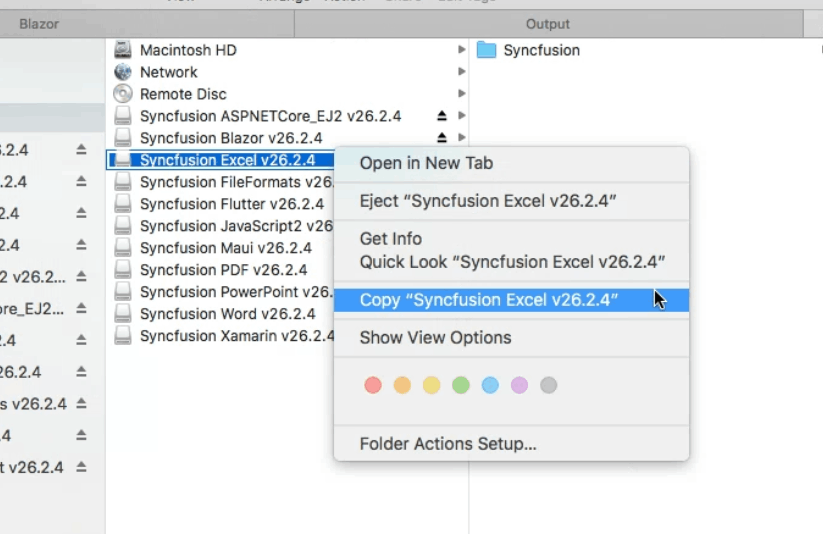 Blazor
Output
Macintosh HD
Network
Remote Disc
Syncfusion ASPNETCore_EJ2 v26.2.4
Syncfusion Blazor v26.2.4
Syncfusion Excel v26.2.4
Syncfusion FileFormats v26
Syncfusion Flutter v26.2.4
Syncfusion JavaScript2 v26
Syncfusion Maui v26.2.4
Syncfusion PDF v26.2.4
Syncfusion PowerPoint v26.
Syncfusion Word v26.2.4
Syncfusion Xamarin v26.2.4
Syncfusion
Open in New Tab
Eject “Syncfusion Excel v26.2.4”
Get Info
Quick Look “Syncfusion Excel v26.2.4”
Copy “Syncfusion Excel v26.2.4”
Show View Options
Folder Actions Setup...
.2.4
.2.4
2.4
2.4
2 v26.2...
ore_EJ2...
.4
26.2.4
s v26.2.4
.4
t v26.2.4